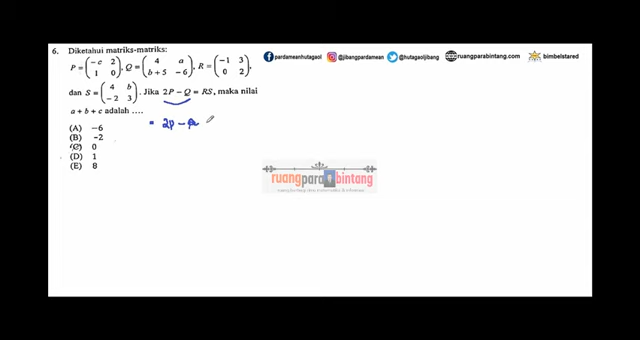 6. Diketahui matriks-matriks:
P = (−c 2 / 1 0), Q = (4 a / b + 5 −6), R = (−1 3 / 0 2),
dan S = (4 b / −2 3). Jika 2P − Q = RS, maka nilai
a + b + c adalah ....
(A) −6
(B) −2
(C) 0
(D) 1
(E) 8
= 2P − Q
pardameanhutagaol @jibangpardamean @hutagaoljibang ruangparabintang.com bimbelstared
ruangparabintang